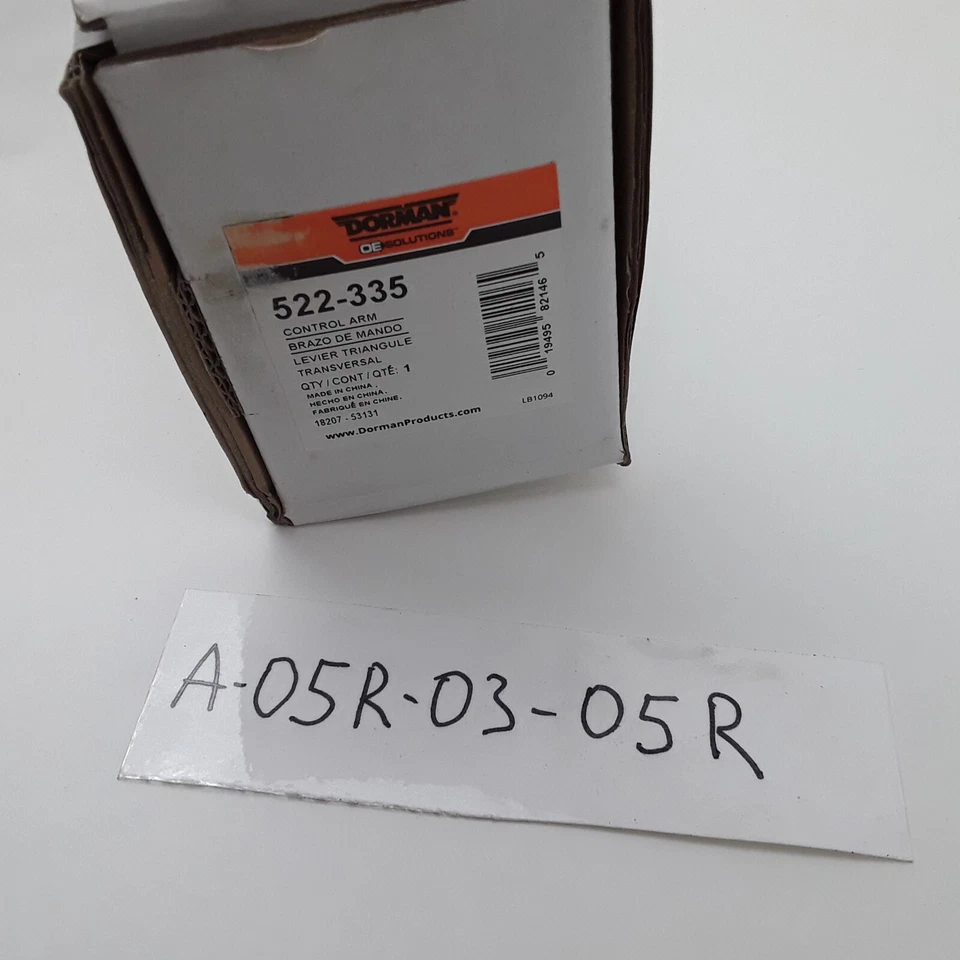 DORMAN®
OE SOLUTIONS™
522-335
CONTROL ARM
BRAZO DE MANDO
LEVIER TRIANGULE
TRANSVERSAL
QTY / CONT / QTÉ: 1
MADE IN CHINA.
HECHO EN CHINA.
FABRIQUÉ EN CHINE.
18207 - 53131
www.DormanProducts.com
0 19495 82146 5
LB1094
A-05R-03-05R